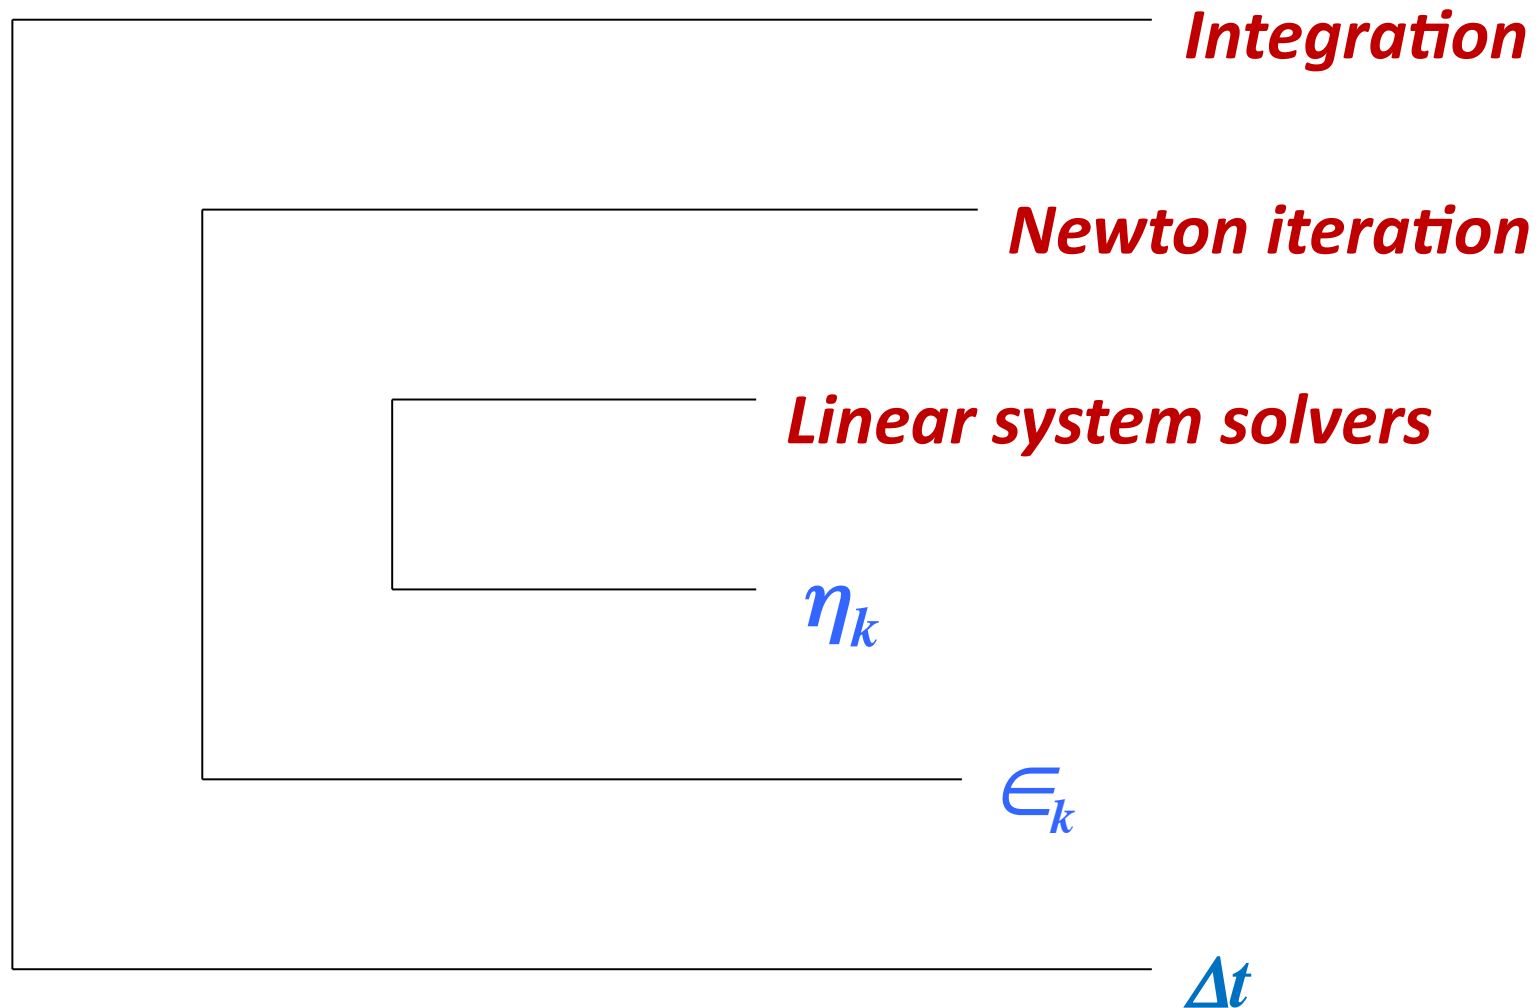 Integration
Newton iteration
Linear system solvers
ηₖ
∈ₖ
Δt